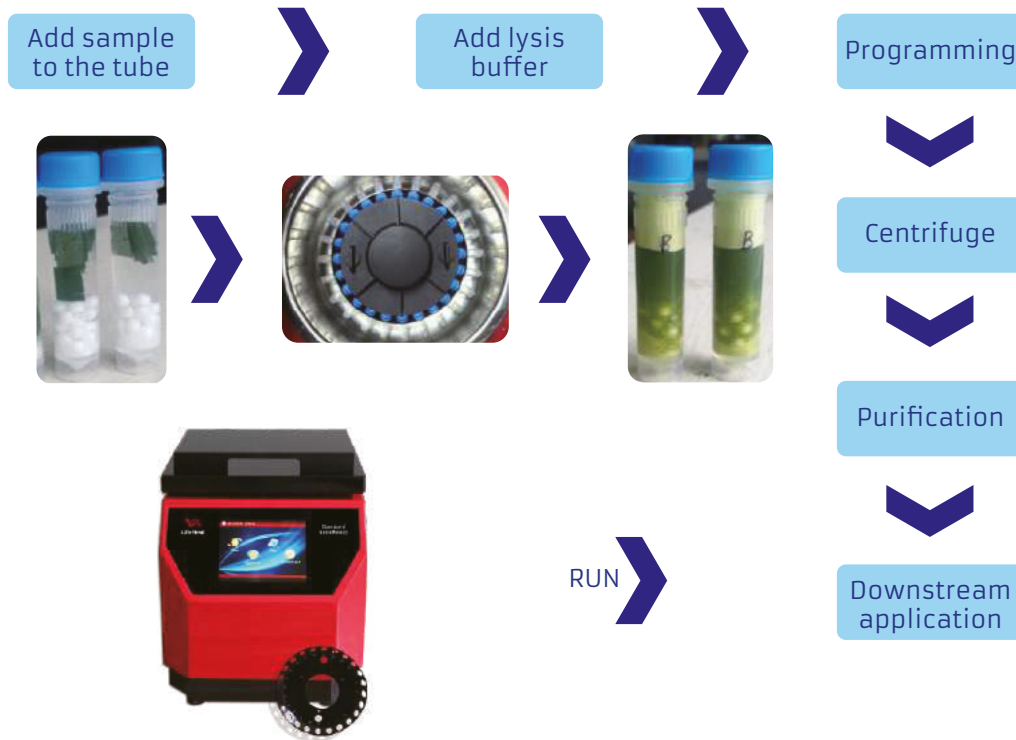 Add sample
to the tube
Add lysis
buffer
Programming
Centrifuge
Purification
RUN
Downstream
application